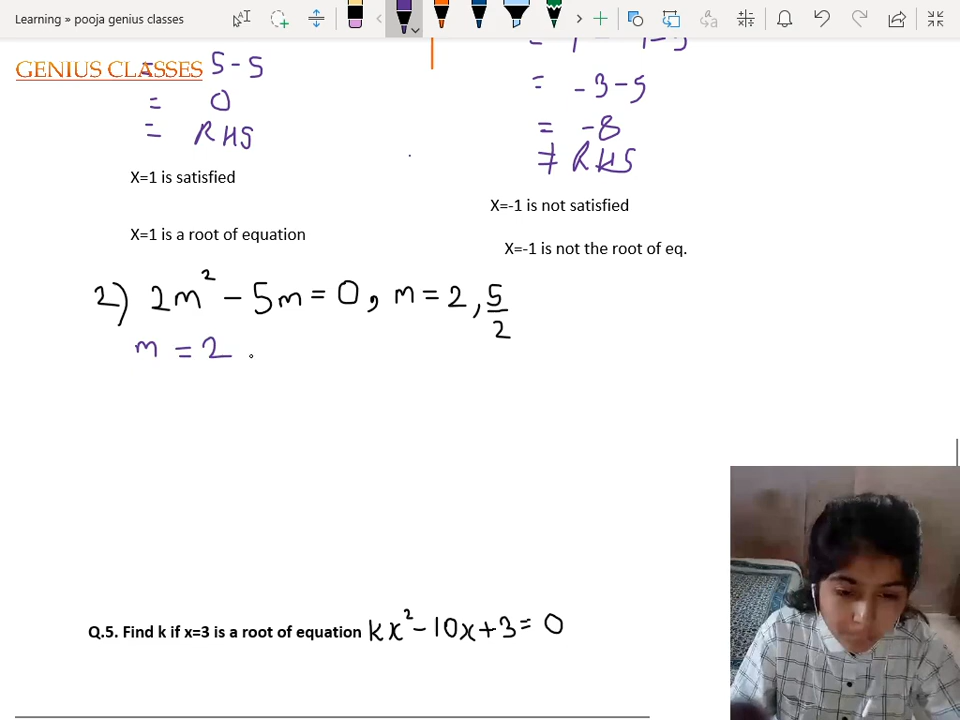 Learning » pooja genius classes
GENIUS CLASSES
= 5 - 5
= 0
= RHS
X=1 is satisfied
X=1 is a root of equation
= -3 - 5
= -8
≠ RHS
X=-1 is not satisfied
X=-1 is not the root of eq.
2) 2m² - 5m = 0, m = 2, 5/2
m = 2
Q.5. Find k if x=3 is a root of equation kx² - 10x + 3 = 0